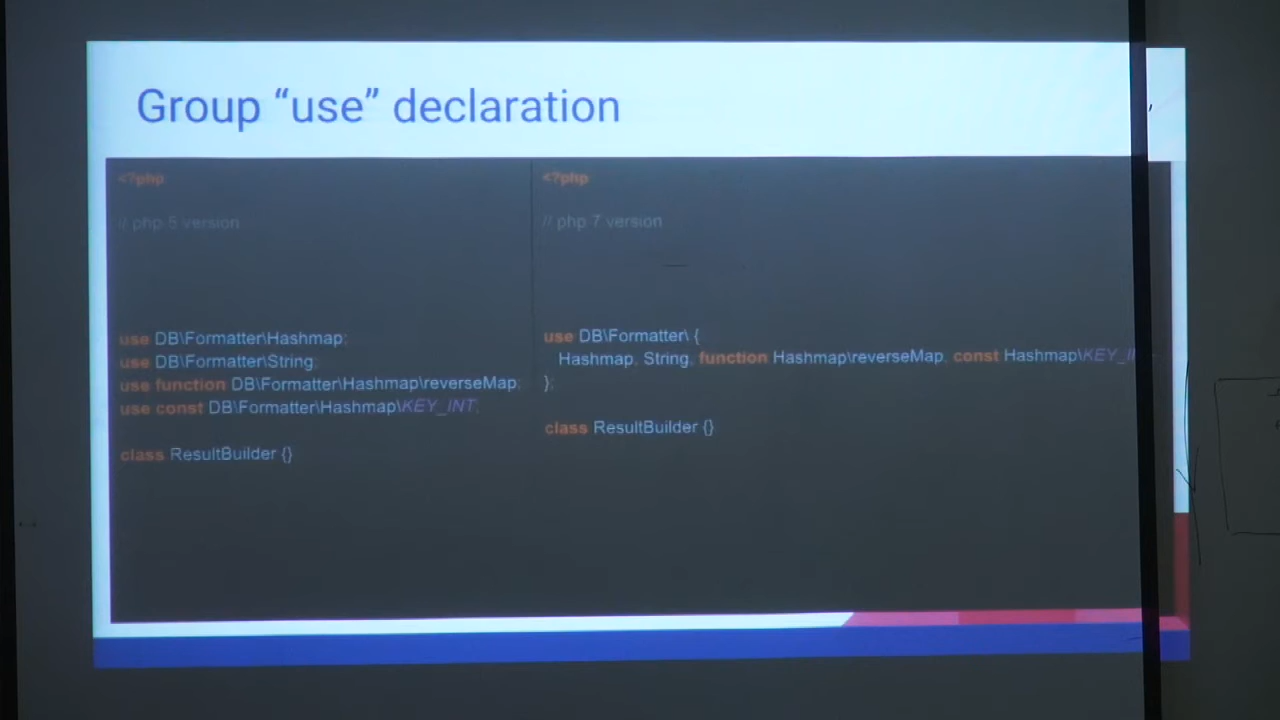 Group “use” declaration
<?php
// php 5 version
use DB\Formatter\Hashmap;
use DB\Formatter\String;
use function DB\Formatter\Hashmap\reverseMap;
use const DB\Formatter\Hashmap\KEY_INT;
class ResultBuilder {}
<?php
// php 7 version
use DB\Formatter\ {
Hashmap, String, function Hashmap\reverseMap, const Hashmap\
};
class ResultBuilder {}